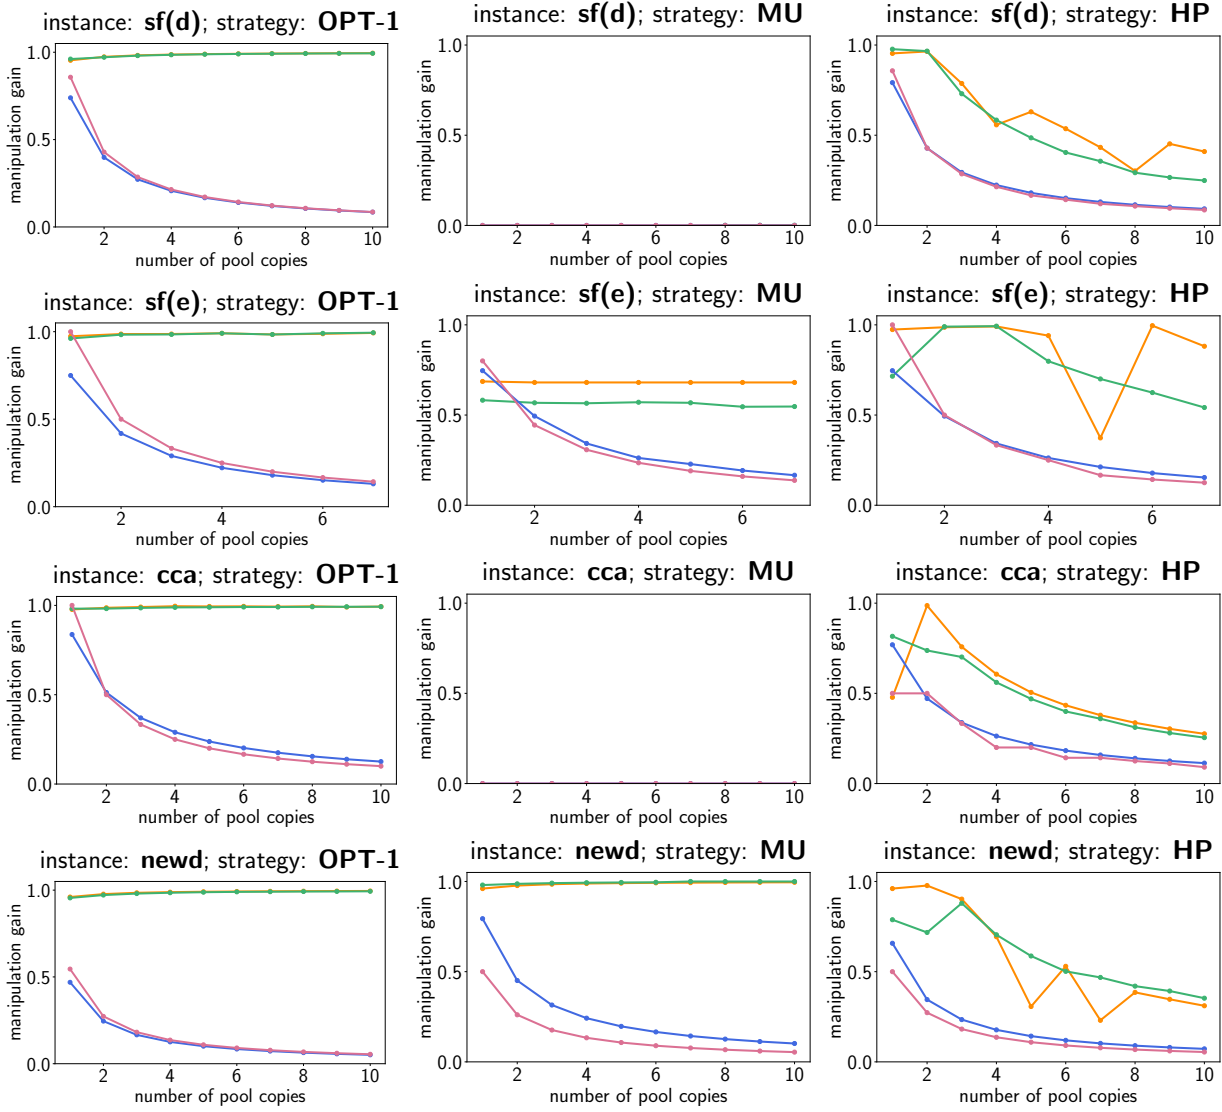 instance: sf(d); strategy: OPT-1
manipulation gain
1.0
0.5
0.0
2 4 6 8 10
number of pool copies
instance: sf(d); strategy: MU
manipulation gain
1.0
0.5
0.0
2 4 6 8 10
number of pool copies
instance: sf(d); strategy: HP
manipulation gain
1.0
0.5
0.0
2 4 6 8 10
number of pool copies
instance: sf(e); strategy: OPT-1
manipulation gain
1.0
0.5
0.0
2 4 6
number of pool copies
instance: sf(e); strategy: MU
manipulation gain
1.0
0.5
0.0
2 4 6
number of pool copies
instance: sf(e); strategy: HP
manipulation gain
1.0
0.5
0.0
2 4 6
number of pool copies
instance: cca; strategy: OPT-1
manipulation gain
1.0
0.5
0.0
2 4 6 8 10
number of pool copies
instance: cca; strategy: MU
manipulation gain
1.0
0.5
0.0
2 4 6 8 10
number of pool copies
instance: cca; strategy: HP
manipulation gain
1.0
0.5
0.0
2 4 6 8 10
number of pool copies
instance: newd; strategy: OPT-1
manipulation gain
1.0
0.5
0.0
2 4 6 8 10
number of pool copies
instance: newd; strategy: MU
manipulation gain
1.0
0.5
0.0
2 4 6 8 10
number of pool copies
instance: newd; strategy: HP
manipulation gain
1.0
0.5
0.0
2 4 6 8 10
number of pool copies